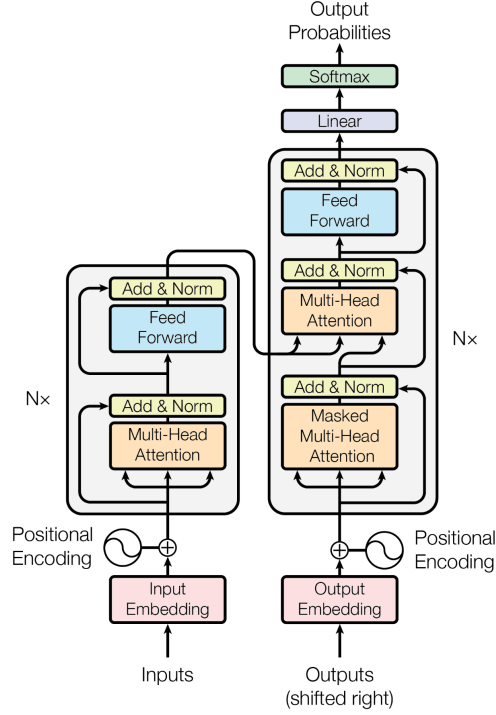 Output
Probabilities
Softmax
Linear
Add & Norm
Feed
Forward
Add & Norm
Multi-Head
Attention
Add & Norm
Masked
Multi-Head
Attention
N×
Add & Norm
Feed
Forward
Add & Norm
Multi-Head
Attention
N×
Positional
Encoding
Positional
Encoding
Input
Embedding
Output
Embedding
Inputs
Outputs
(shifted right)